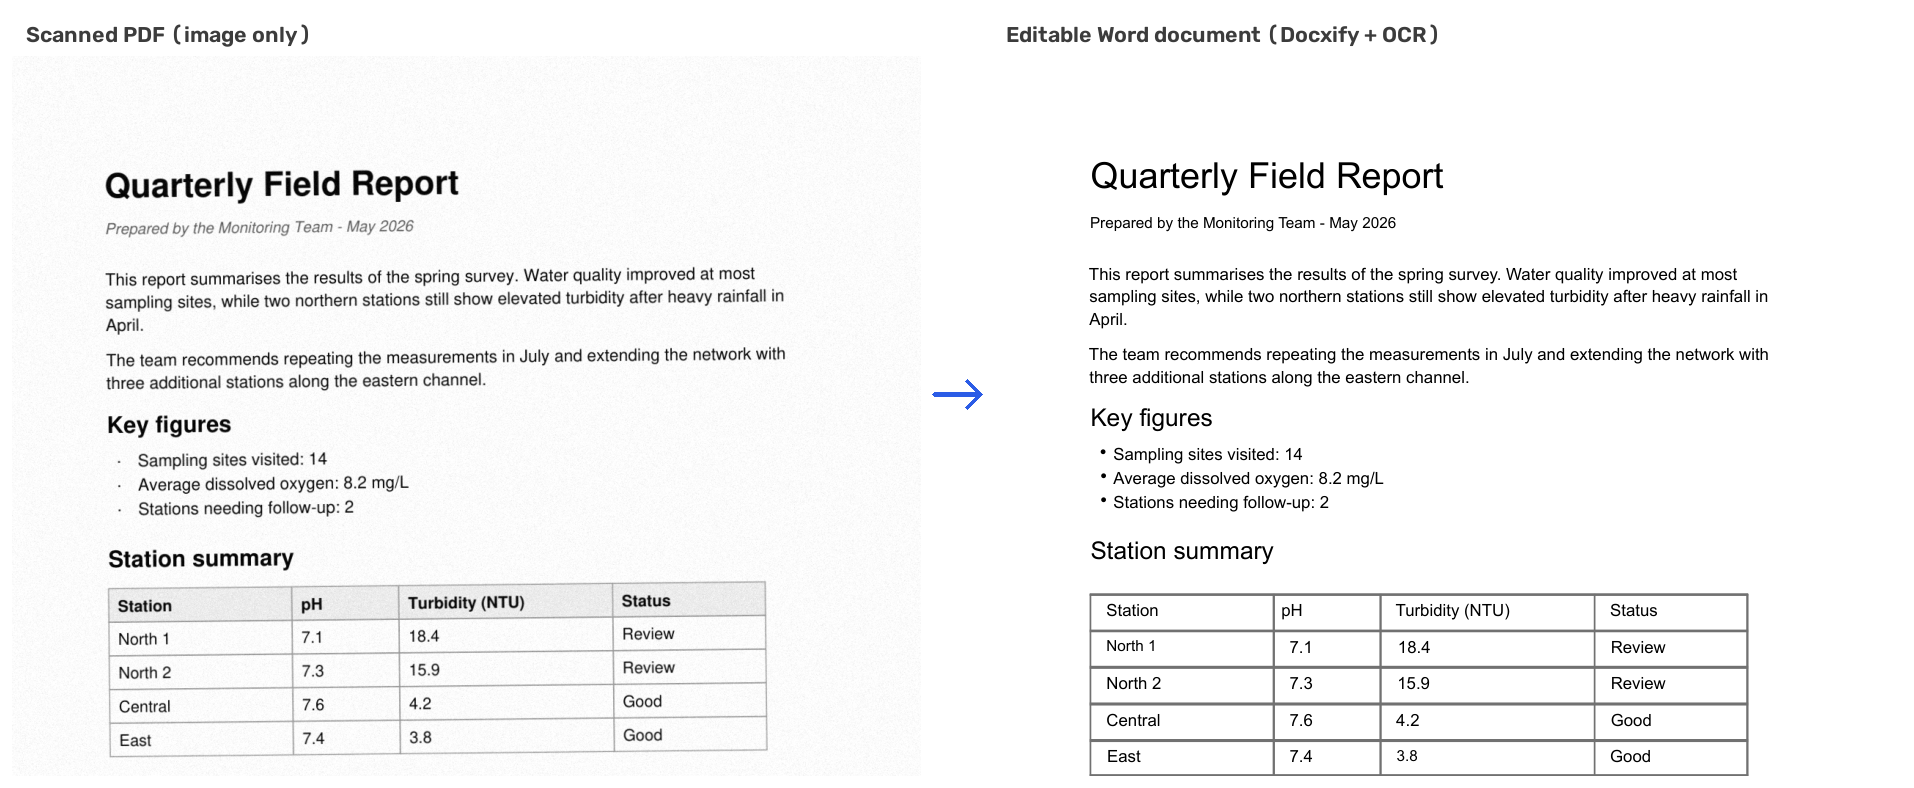 Scanned PDF (image only)
Quarterly Field Report
Prepared by the Monitoring Team - May 2026
This report summarises the results of the spring survey. Water quality improved at most
sampling sites, while two northern stations still show elevated turbidity after heavy rainfall in
April.
The team recommends repeating the measurements in July and extending the network with
three additional stations along the eastern channel.
Key figures
· Sampling sites visited: 14
· Average dissolved oxygen: 8.2 mg/L
· Stations needing follow-up: 2
Station summary
Station pH Turbidity (NTU) Status
North 1 7.1 18.4 Review
North 2 7.3 15.9 Review
Central 7.6 4.2 Good
East 7.4 3.8 Good
Editable Word document (Docxify + OCR)
Quarterly Field Report
Prepared by the Monitoring Team - May 2026
This report summarises the results of the spring survey. Water quality improved at most
sampling sites, while two northern stations still show elevated turbidity after heavy rainfall in
April.
The team recommends repeating the measurements in July and extending the network with
three additional stations along the eastern channel.
Key figures
• Sampling sites visited: 14
• Average dissolved oxygen: 8.2 mg/L
• Stations needing follow-up: 2
Station summary
Station pH Turbidity (NTU) Status
North 1 7.1 18.4 Review
North 2 7.3 15.9 Review
Central 7.6 4.2 Good
East 7.4 3.8 Good